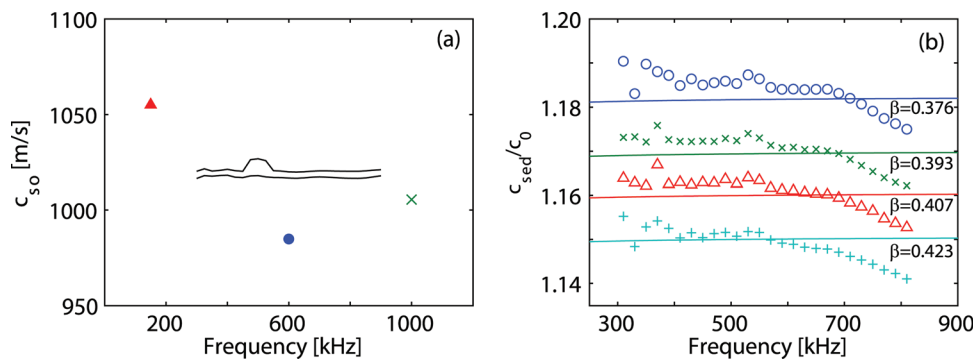 (a)
1100
1050
1000
950
c_so [m/s]
200 600 1000
Frequency [kHz]
(b)
1.20
1.18
1.16
1.14
c_sed/c_0
β=0.376
β=0.393
β=0.407
β=0.423
300 500 700 900
Frequency [kHz]